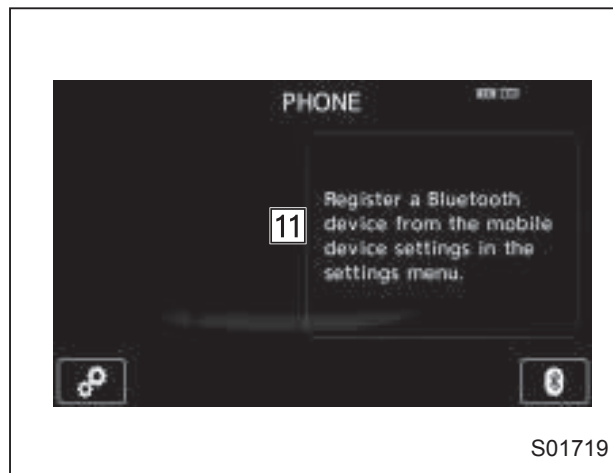 PHONE
11
Register a Bluetooth
device from the mobile
device settings in the
settings menu.
S01719